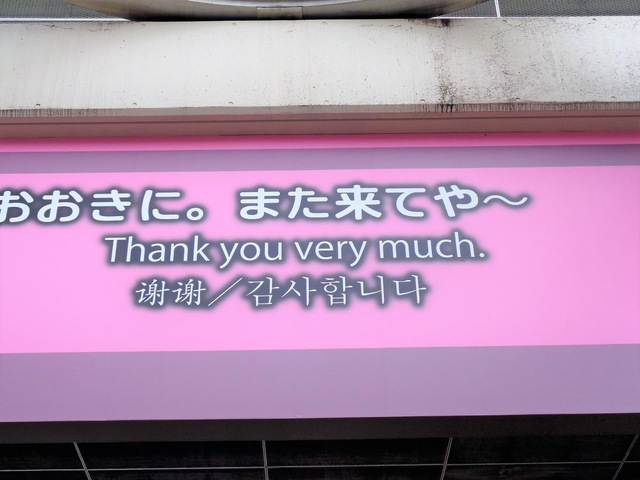 おおきに。また来てや～
Thank you very much.
谢谢／감사합니다